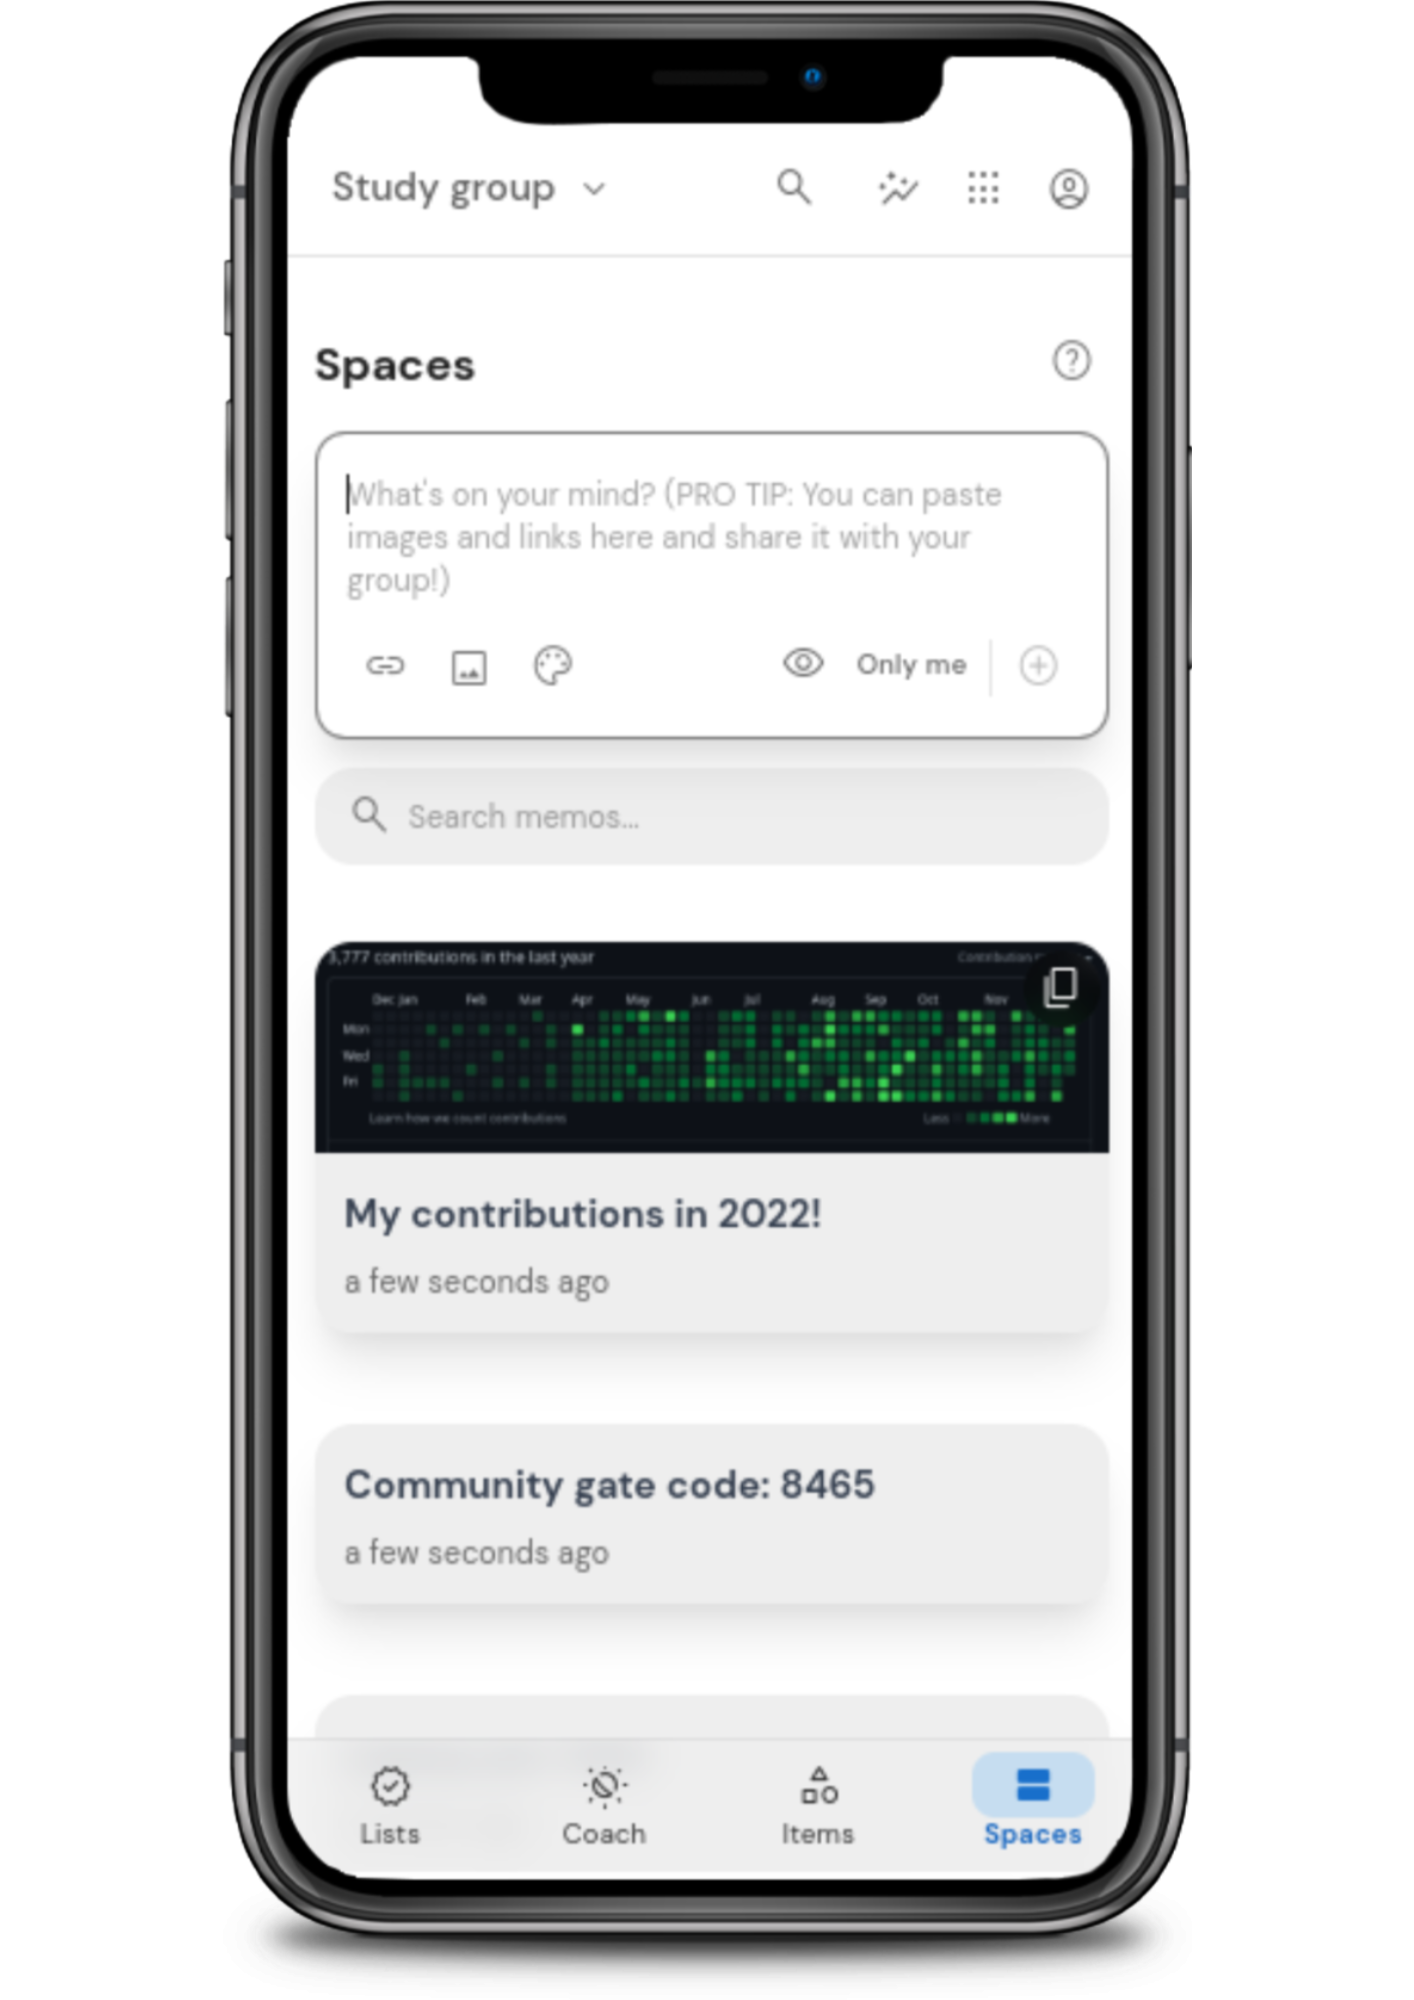 Study group
Spaces
What's on your mind? (PRO TIP: You can paste
images and links here and share it with your
group!)
Only me
Search memos...
3,777 contributions in the last year
Contribution
Dec Jan Feb Mar Apr May Jun Jul Aug Sep Oct Nov
Mon
Wed
Fri
Learn how we count contributions
Less More
My contributions in 2022!
a few seconds ago
Community gate code: 8465
a few seconds ago
Lists Coach Items Spaces